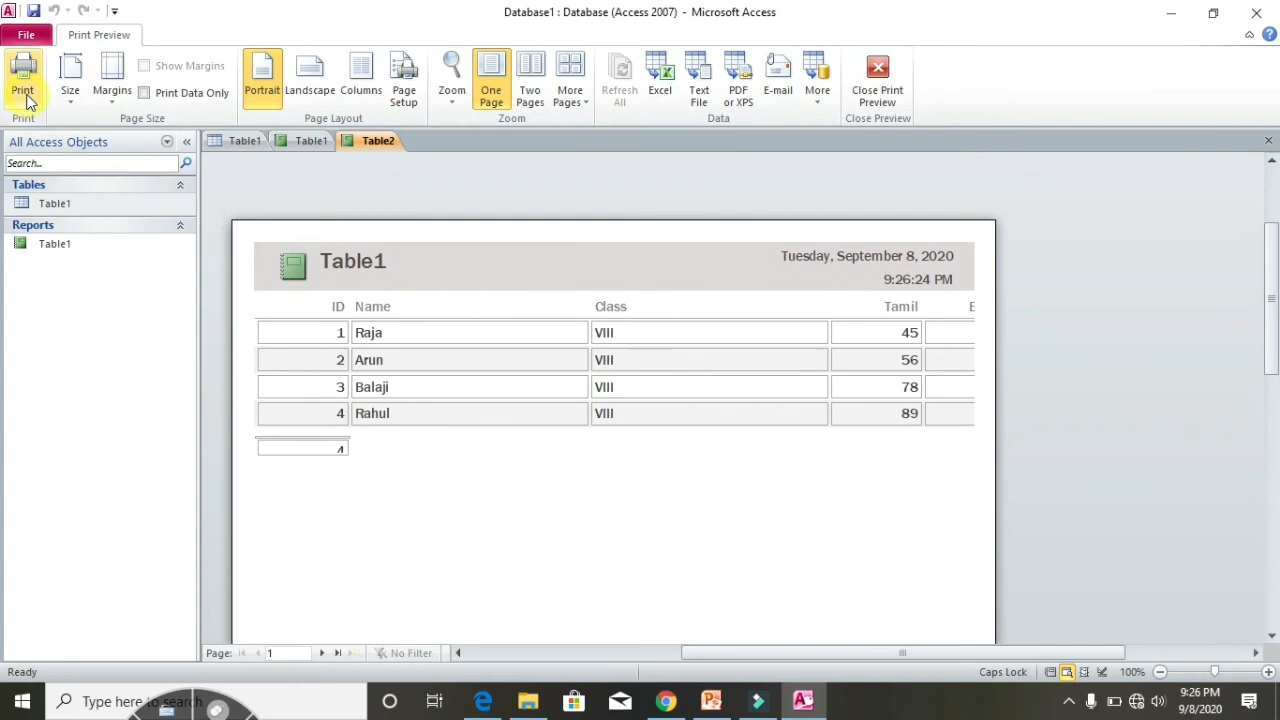 Database1 : Database (Access 2007) - Microsoft Access
File
Print Preview
Print
Size
Margins
Show Margins
Print Data Only
Portrait
Landscape
Columns
Page Setup
Zoom
One Page
Two Pages
More Pages
Refresh All
Excel
Text File
PDF or XPS
E-mail
More
Close Print Preview
Print
Page Size
Page Layout
Zoom
Data
Close Preview
All Access Objects
Table1
Table1
Table2
Search...
Tables
Table1
Reports
Table1
Table1
Tuesday, September 8, 2020
9:26:24 PM
ID Name Class Tamil
1 Raja VIII 45
2 Arun VIII 56
3 Balaji VIII 78
4 Rahul VIII 89
4
Page: 1 No Filter
Ready
Caps Lock
100%
Type here to search
9:26 PM
9/8/2020